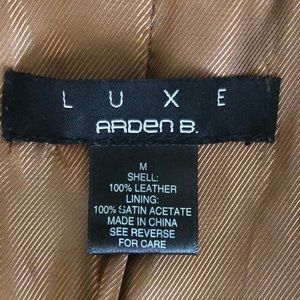 L U X E
ARDEN B.
M
SHELL:
100% LEATHER
LINING:
100% SATIN ACETATE
MADE IN CHINA
SEE REVERSE
FOR CARE